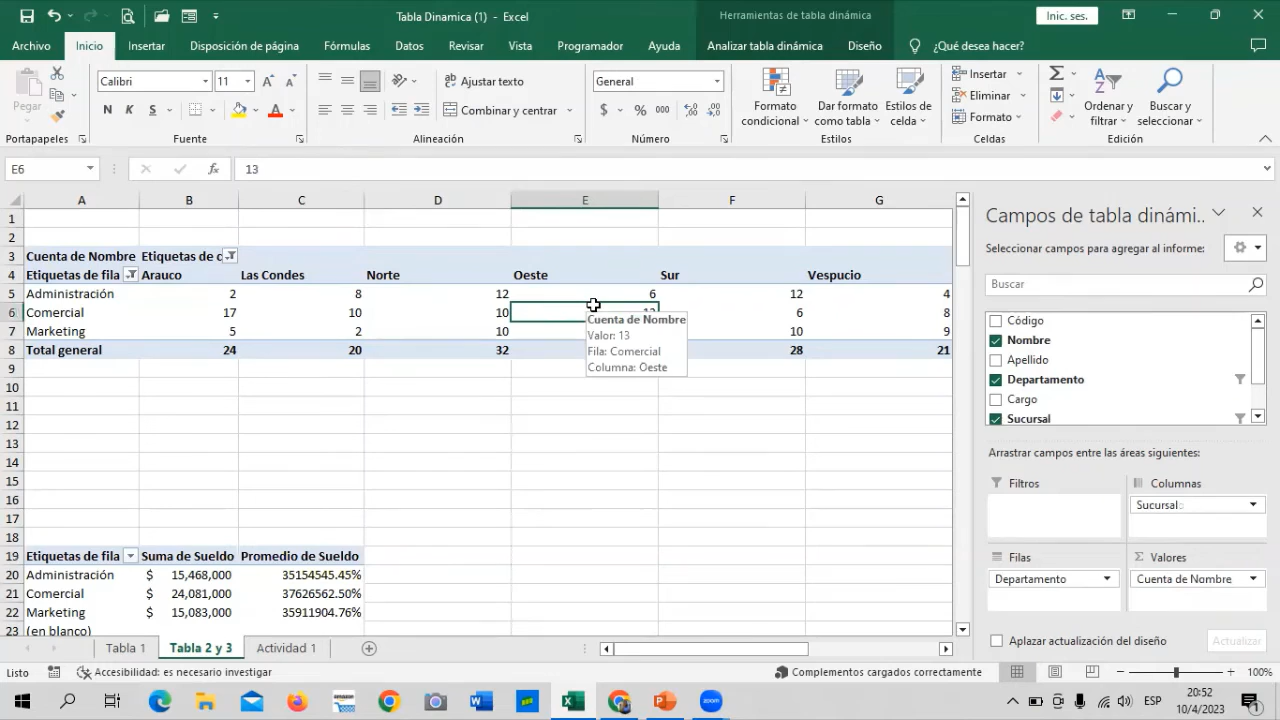 Tabla Dinamica (1) - Excel
Herramientas de tabla dinámica
Inic. ses.
Archivo Inicio Insertar Disposición de página Fórmulas Datos Revisar Vista Programador Ayuda Analizar tabla dinámica Diseño ¿Qué desea hacer?
Pegar
Calibri 11
N K S
Ajustar texto
Combinar y centrar
General
$ % 000
Formato condicional
Dar formato como tabla
Estilos de celda
Insertar
Eliminar
Formato
Ordenar y filtrar
Buscar y seleccionar
Portapapeles Fuente Alineación Número Estilos Celdas Edición
E6 fx 13
A B C D E F G
1
2
3 Cuenta de Nombre Etiquetas de c
4 Etiquetas de fila Arauco Las Condes Norte Oeste Sur Vespucio
5 Administración 2 8 12 6 12 4
6 Comercial 17 10 10 6 8
7 Marketing 5 2 10 10 9
8 Total general 24 20 32 28 21
Cuenta de Nombre
Valor: 13
Fila: Comercial
Columna: Oeste
9
10
11
12
13
14
15
16
17
18
19 Etiquetas de fila Suma de Sueldo Promedio de Sueldo
20 Administración $ 15,468,000 35154545.45%
21 Comercial $ 24,081,000 37626562.50%
22 Marketing $ 15,083,000 35911904.76%
23 (en blanco)
Campos de tabla dinámi..
Seleccionar campos para agregar al informe:
Buscar
Código
Nombre
Apellido
Departamento
Cargo
Sucursal
Arrastrar campos entre las áreas siguientes:
Filtros Columnas
Sucursal
Filas Σ Valores
Departamento Cuenta de Nombre
Aplazar actualización del diseño Actualizar
Tabla 1 Tabla 2 y 3 Actividad 1
Listo Accesibilidad: es necesario investigar Complementos cargados correctamente 100%
zoom
ESP
20:52
10/4/2023